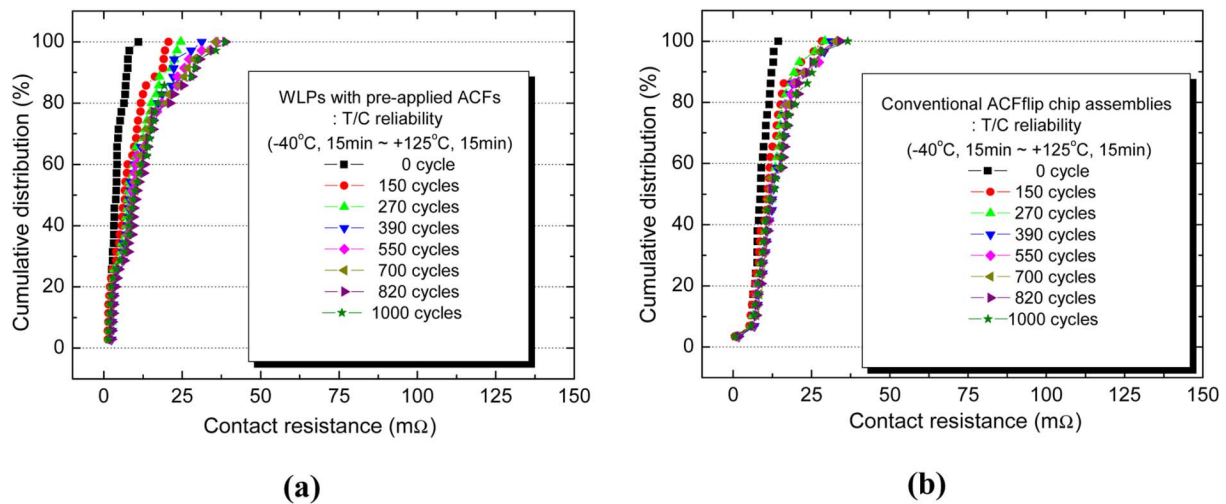 100
80
60
40
20
0
Cumulative distribution (%)
WLPs with pre-applied ACFs
: T/C reliability
(-40°C, 15min ~ +125°C, 15min)
0 cycle
150 cycles
270 cycles
390 cycles
550 cycles
700 cycles
820 cycles
1000 cycles
0 25 50 75 100 125 150
Contact resistance (mΩ)
(a)
100
80
60
40
20
0
Cumulative distribution (%)
Conventional ACFflip chip assemblies
: T/C reliability
(-40°C, 15min ~ +125°C, 15min)
0 cycle
150 cycles
270 cycles
390 cycles
550 cycles
700 cycles
820 cycles
1000 cycles
0 25 50 75 100 125 150
Contact resistance (mΩ)
(b)